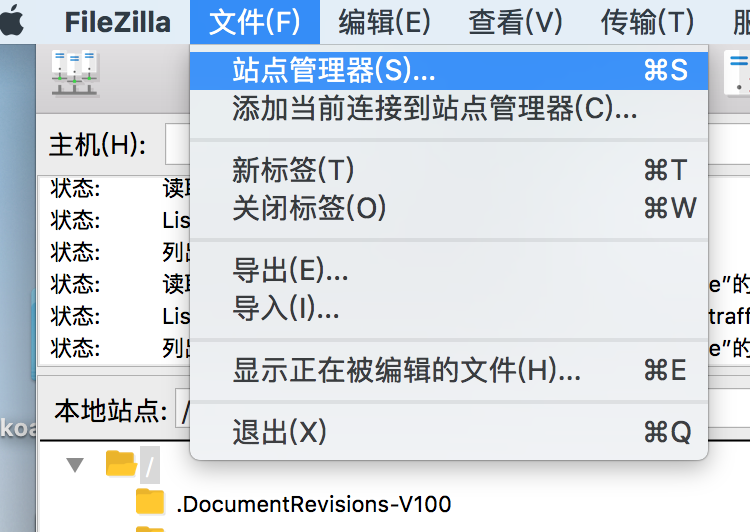 FileZilla 文件(F) 编辑(E) 查看(V) 传输(T)
站点管理器(S)... ⌘S
添加当前连接到站点管理器(C)...
主机(H):
新标签(T) ⌘T
状态:
关闭标签(O) ⌘W
状态: Lis
状态: 列出
导出(E)...
状态: 读取 e"的
导入(I)...
状态: Lis traff
状态: 列出 e"的
显示正在被编辑的文件(H)... ⌘E
本地站点: /
退出(X) ⌘Q
koa
/
.DocumentRevisions-V100